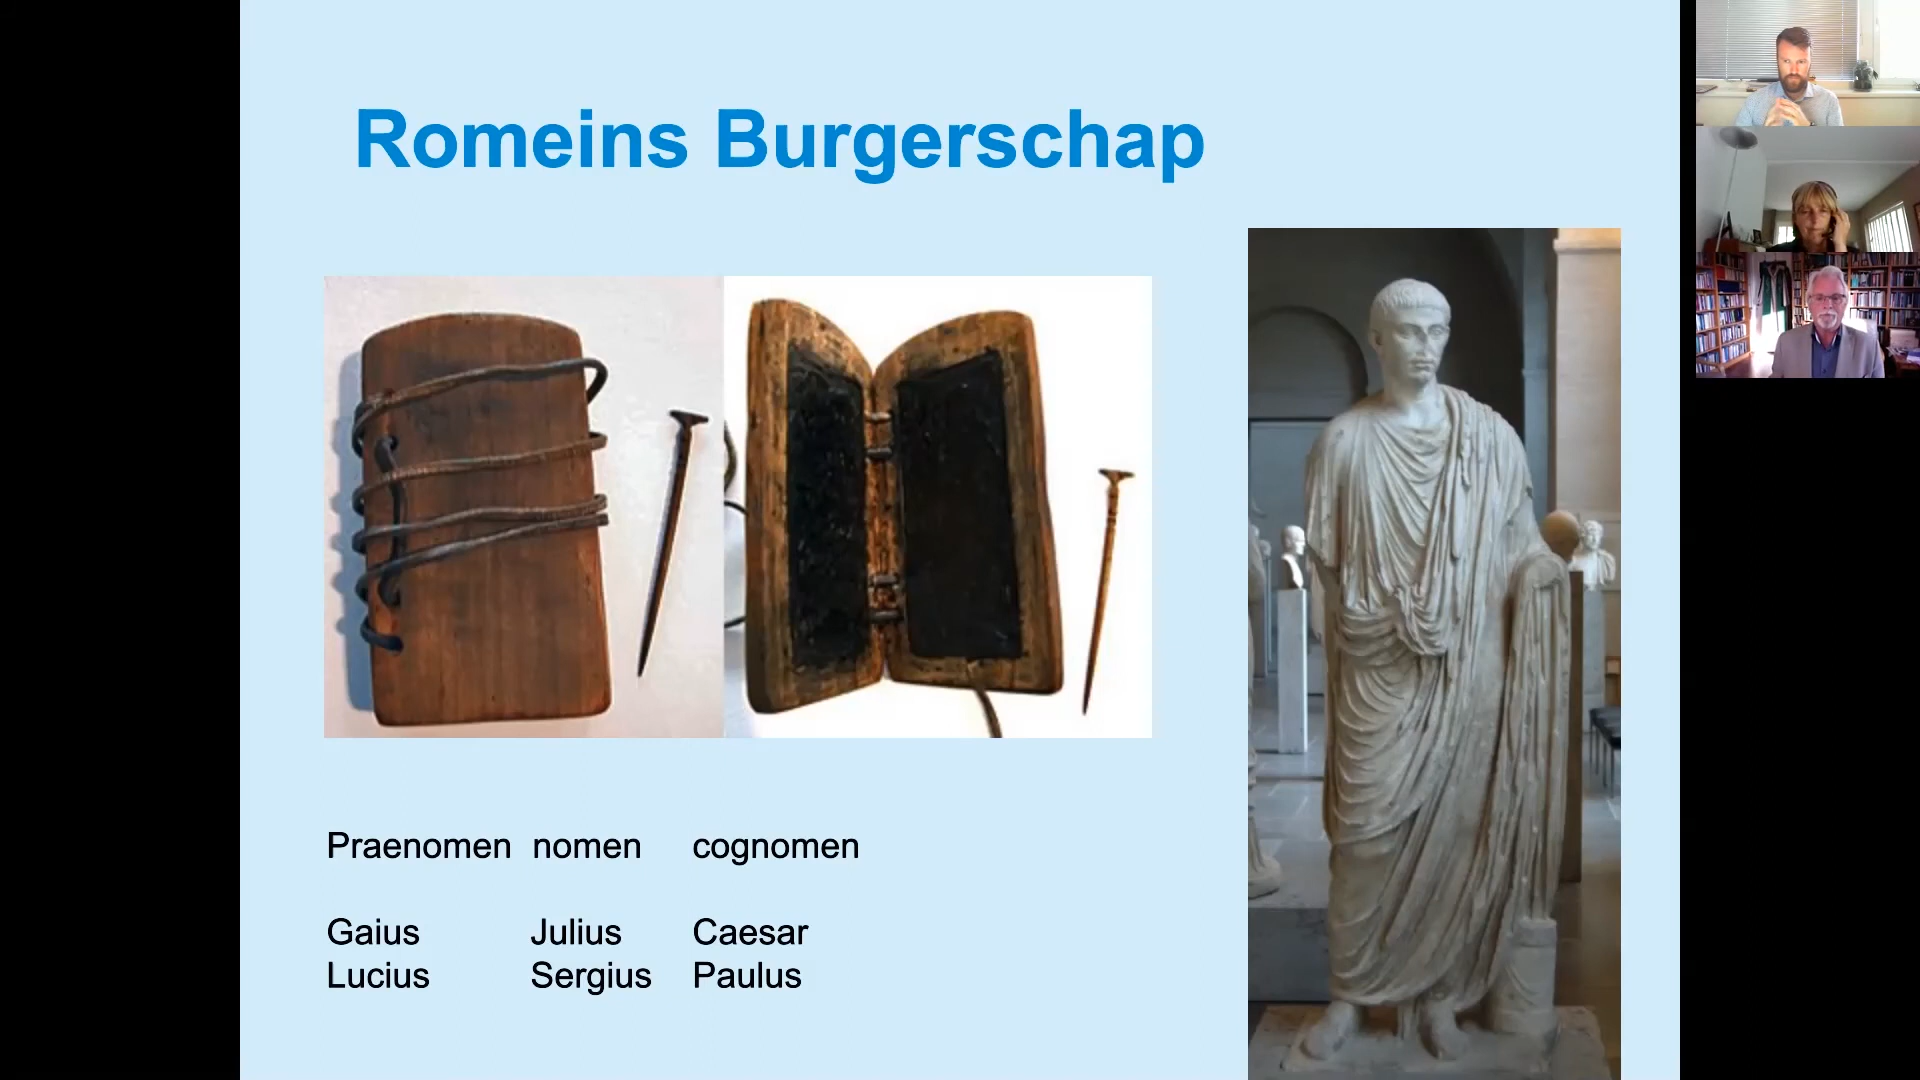 Romeins Burgerschap
Praenomen nomen cognomen
Gaius Julius Caesar
Lucius Sergius Paulus